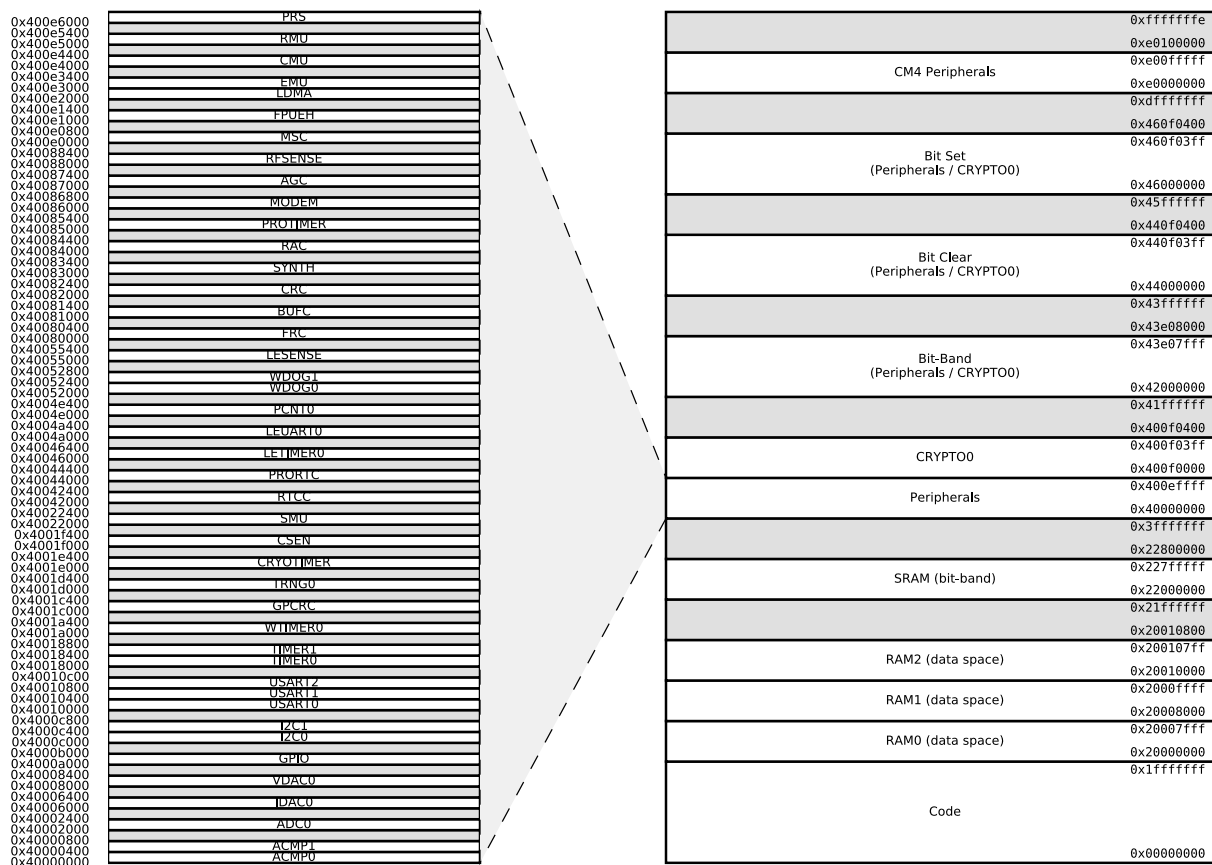 PRS
0x400e6000
0x400e5400
RMU
0x400e5000
0x400e4400
CMU
0x400e4000
0x400e3400
EMU
0x400e3000
LDMA
0x400e2000
0x400e1400
FPUEH
0x400e1000
0x400e0800
MSC
0x400e0000
0x40088400
RFSENSE
0x40088000
0x40087400
AGC
0x40087000
0x40086800
MODEM
0x40086000
0x40085400
PROTIMER
0x40085000
0x40084400
RAC
0x40084000
0x40083400
SYNTH
0x40083000
0x40082400
CRC
0x40082000
0x40081400
BUFC
0x40081000
0x40080400
FRC
0x40080000
0x40055400
LESENSE
0x40055000
0x40052800
WDOG1
0x40052400
WDOG0
0x40052000
0x4004e400
PCNT0
0x4004e000
0x4004a400
LEUART0
0x4004a000
0x40046400
LETIMER0
0x40046000
0x40044400
PRORTC
0x40044000
0x40042400
RTCC
0x40042000
0x40022400
SMU
0x40022000
0x4001f400
CSEN
0x4001f000
0x4001e400
CRYOTIMER
0x4001e000
0x4001d400
TRNG0
0x4001d000
0x4001c400
GPCRC
0x4001c000
0x4001a400
WTIMER0
0x4001a000
0x40018800
TIMER1
0x40018400
TIMER0
0x40018000
0x40010c00
USART2
0x40010800
USART1
0x40010400
USART0
0x40010000
0x4000c800
I2C1
0x4000c400
I2C0
0x4000c000
0x4000b000
GPIO
0x4000a000
0x40008400
VDAC0
0x40008000
0x40006400
IDAC0
0x40006000
0x40002400
ADC0
0x40002000
0x40000800
ACMP1
0x40000400
ACMP0
0x40000000
0xfffffffe
0xe0100000
0xe00fffff
CM4 Peripherals
0xe0000000
0xdfffffff
0x460f0400
0x460f03ff
Bit Set
(Peripherals / CRYPTO0)
0x46000000
0x45ffffff
0x440f0400
0x440f03ff
Bit Clear
(Peripherals / CRYPTO0)
0x44000000
0x43ffffff
0x43e08000
0x43e07fff
Bit-Band
(Peripherals / CRYPTO0)
0x42000000
0x41ffffff
0x400f0400
0x400f03ff
CRYPTO0
0x400f0000
0x400effff
Peripherals
0x40000000
0x3fffffff
0x22800000
0x227fffff
SRAM (bit-band)
0x22000000
0x21ffffff
0x20010800
0x200107ff
RAM2 (data space)
0x20010000
0x2000ffff
RAM1 (data space)
0x20008000
0x20007fff
RAM0 (data space)
0x20000000
0x1fffffff
Code
0x00000000